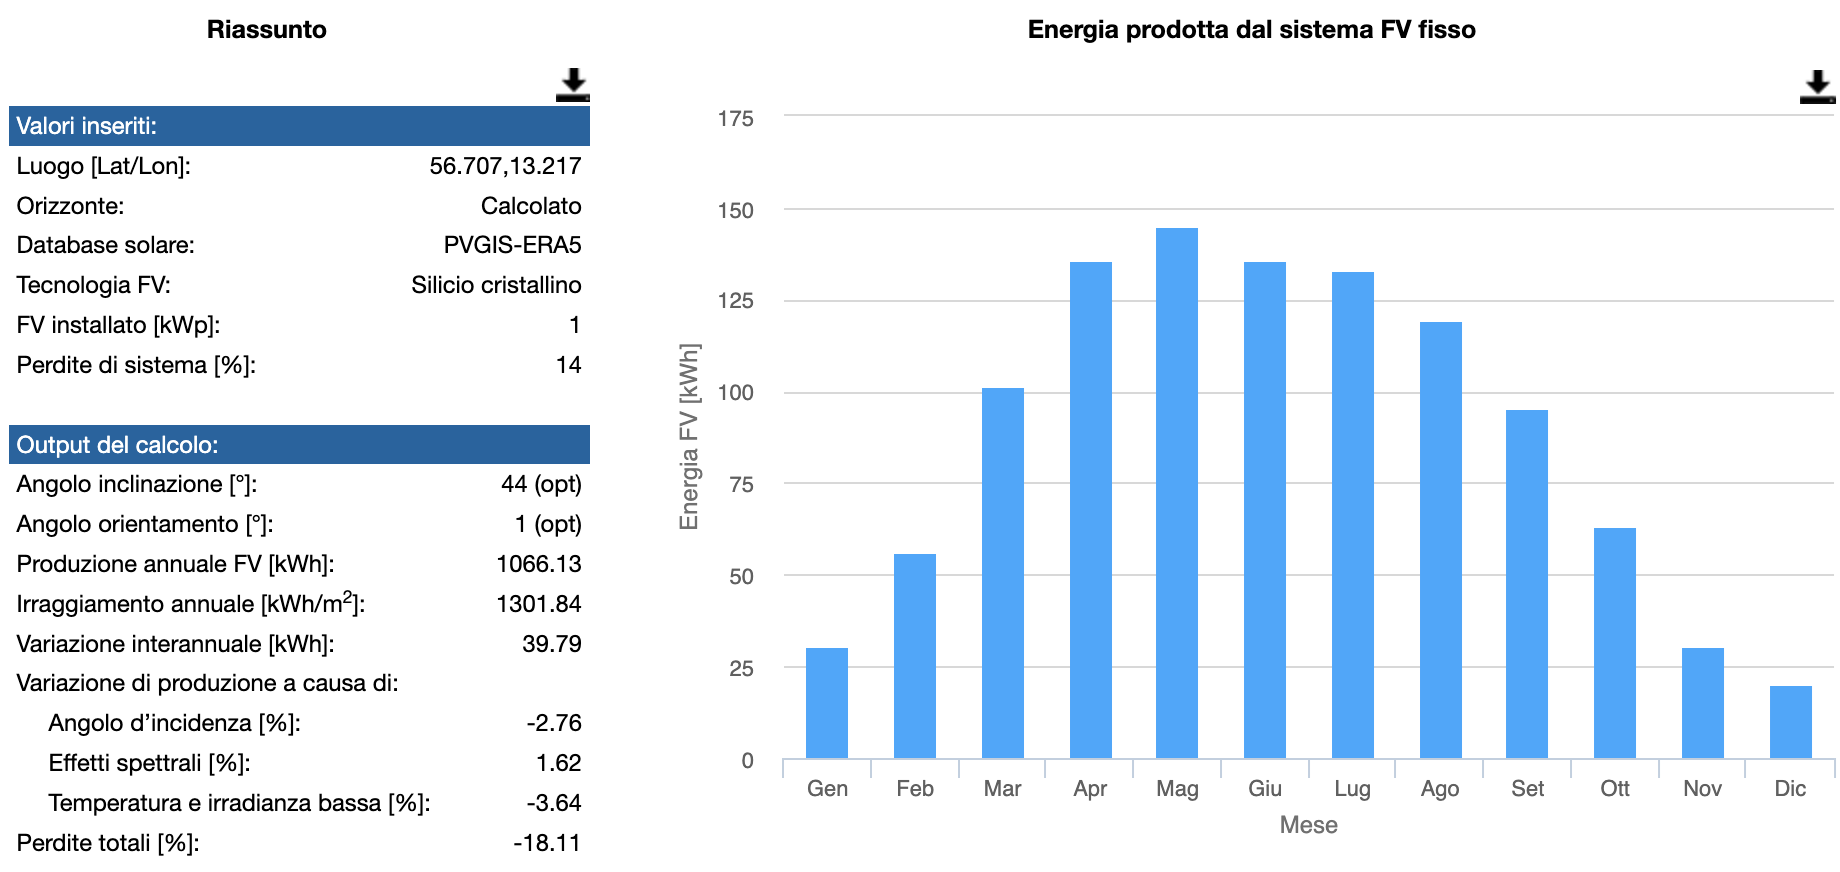 Riassunto
Valori inseriti:
Luogo [Lat/Lon]: 56.707,13.217
Orizzonte: Calcolato
Database solare: PVGIS-ERA5
Tecnologia FV: Silicio cristallino
FV installato [kWp]: 1
Perdite di sistema [%]: 14
Output del calcolo:
Angolo inclinazione [°]: 44 (opt)
Angolo orientamento [°]: 1 (opt)
Produzione annuale FV [kWh]: 1066.13
Irraggiamento annuale [kWh/m²]: 1301.84
Variazione interannuale [kWh]: 39.79
Variazione di produzione a causa di:
Angolo d’incidenza [%]: -2.76
Effetti spettrali [%]: 1.62
Temperatura e irradianza bassa [%]: -3.64
Perdite totali [%]: -18.11
Energia prodotta dal sistema FV fisso
Energia FV [kWh]
175
150
125
100
75
50
25
0
Gen Feb Mar Apr Mag Giu Lug Ago Set Ott Nov Dic
Mese